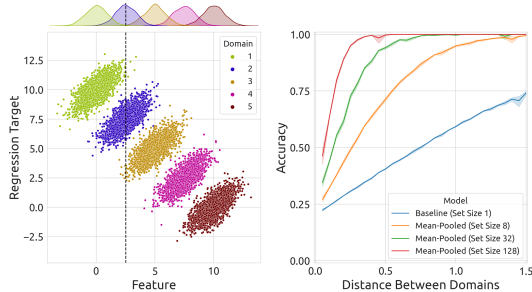 Domain
1
2
3
4
5
12.5
10.0
7.5
5.0
2.5
0.0
−2.5
Regression Target
0
5
10
Feature
1.00
0.75
0.50
0.25
0.00
Accuracy
Model
Baseline (Set Size 1)
Mean-Pooled (Set Size 8)
Mean-Pooled (Set Size 32)
Mean-Pooled (Set Size 128)
0.0
0.5
1.0
1.5
Distance Between Domains